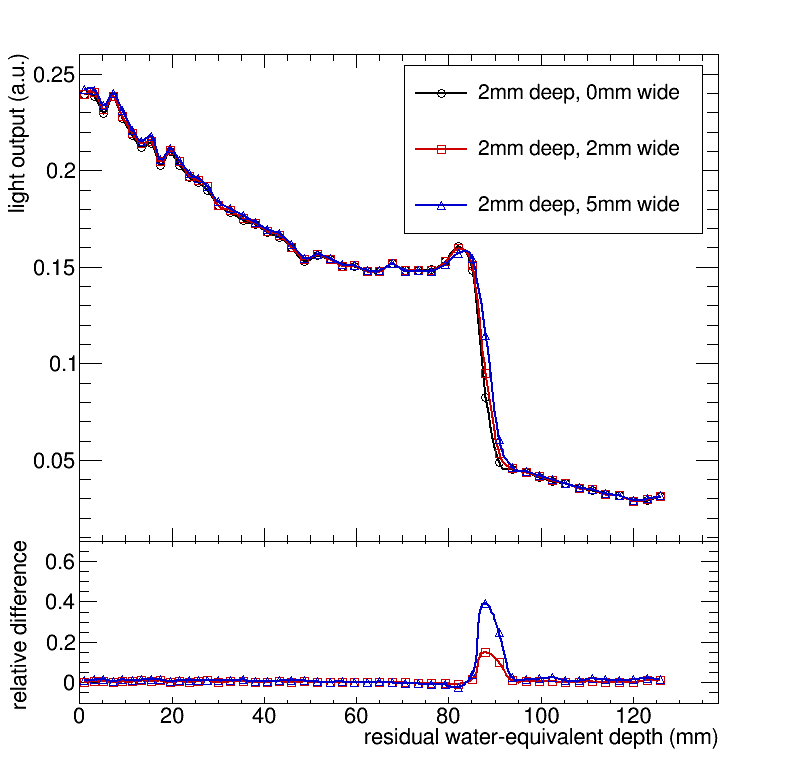 light output (a.u.)
0.25
0.2
0.15
0.1
0.05
2mm deep, 0mm wide
2mm deep, 2mm wide
2mm deep, 5mm wide
relative difference
0.6
0.4
0.2
0
0 20 40 60 80 100 120
residual water-equivalent depth (mm)